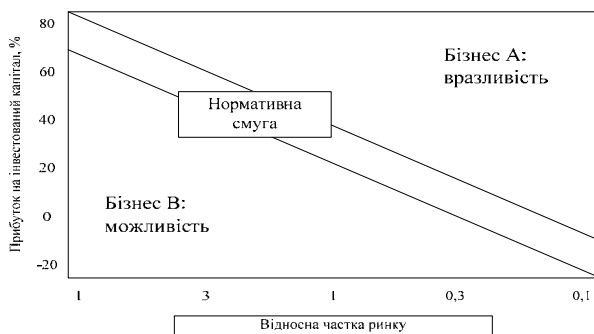 Прибуток на інвестований капітал, %
80
60
40
20
0
-20
Бізнес А:
вразливість
Нормативна
смуга
Бізнес В:
можливість
1 3 1 0,3 0,1
Відносна частка ринку